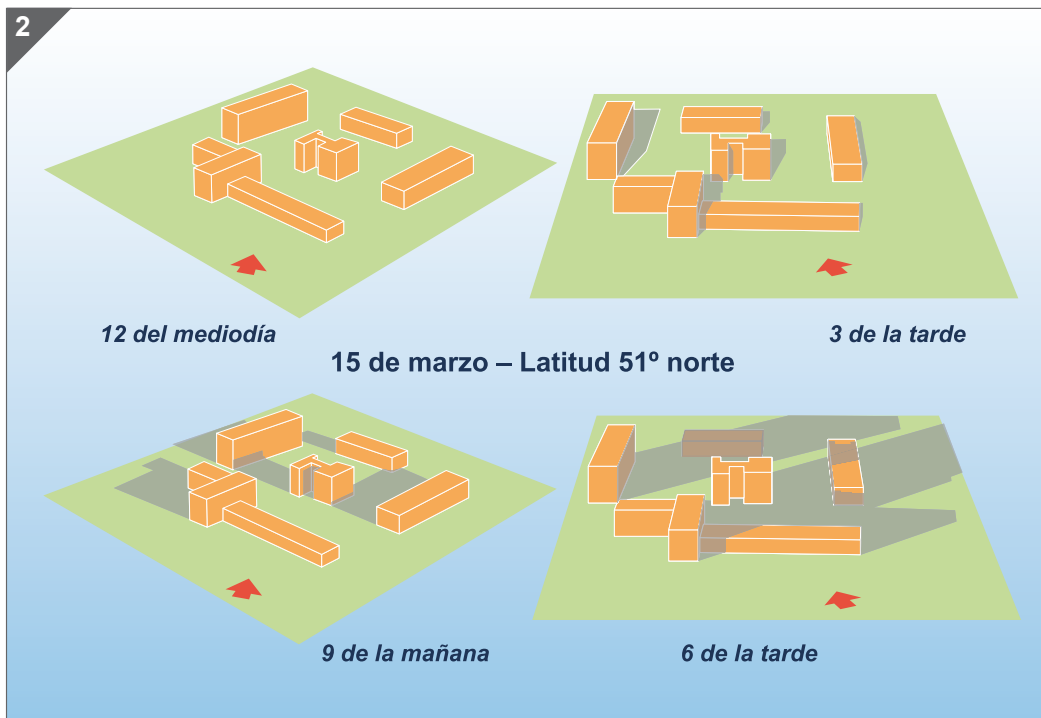 2
12 del mediodía
3 de la tarde
15 de marzo – Latitud 51º norte
9 de la mañana
6 de la tarde